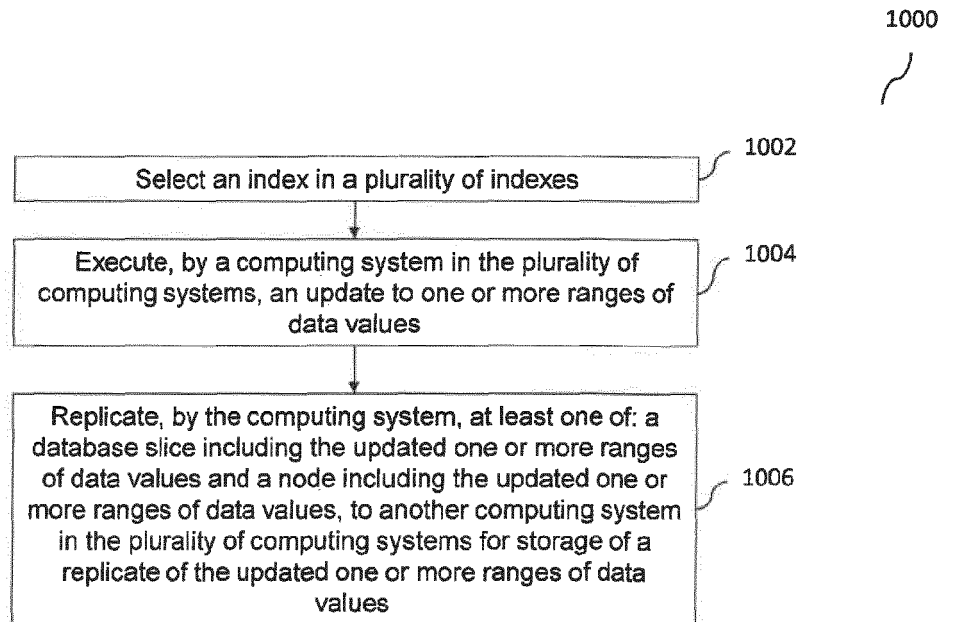 1000
1002
Select an index in a plurality of indexes
1004
Execute, by a computing system in the plurality of
computing systems, an update to one or more ranges of
data values
Replicate, by the computing system, at least one of: a
database slice including the updated one or more ranges
of data values and a node including the updated one or
more ranges of data values, to another computing system
in the plurality of computing systems for storage of a
replicate of the updated one or more ranges of data
values
1006